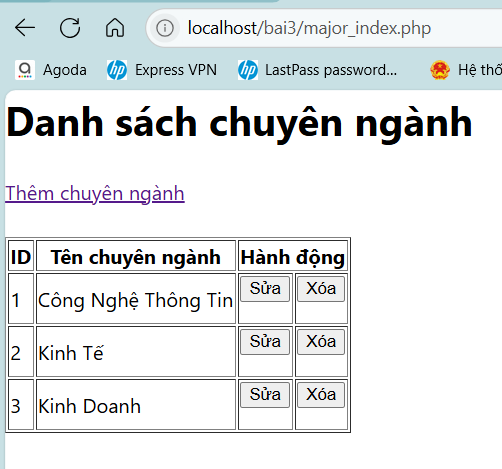 localhost/bai3/major_index.php
Agoda Express VPN LastPass password... Hệ thố
Danh sách chuyên ngành
Thêm chuyên ngành
ID Tên chuyên ngành Hành động
1 Công Nghệ Thông Tin Sửa Xóa
2 Kinh Tế Sửa Xóa
3 Kinh Doanh Sửa Xóa